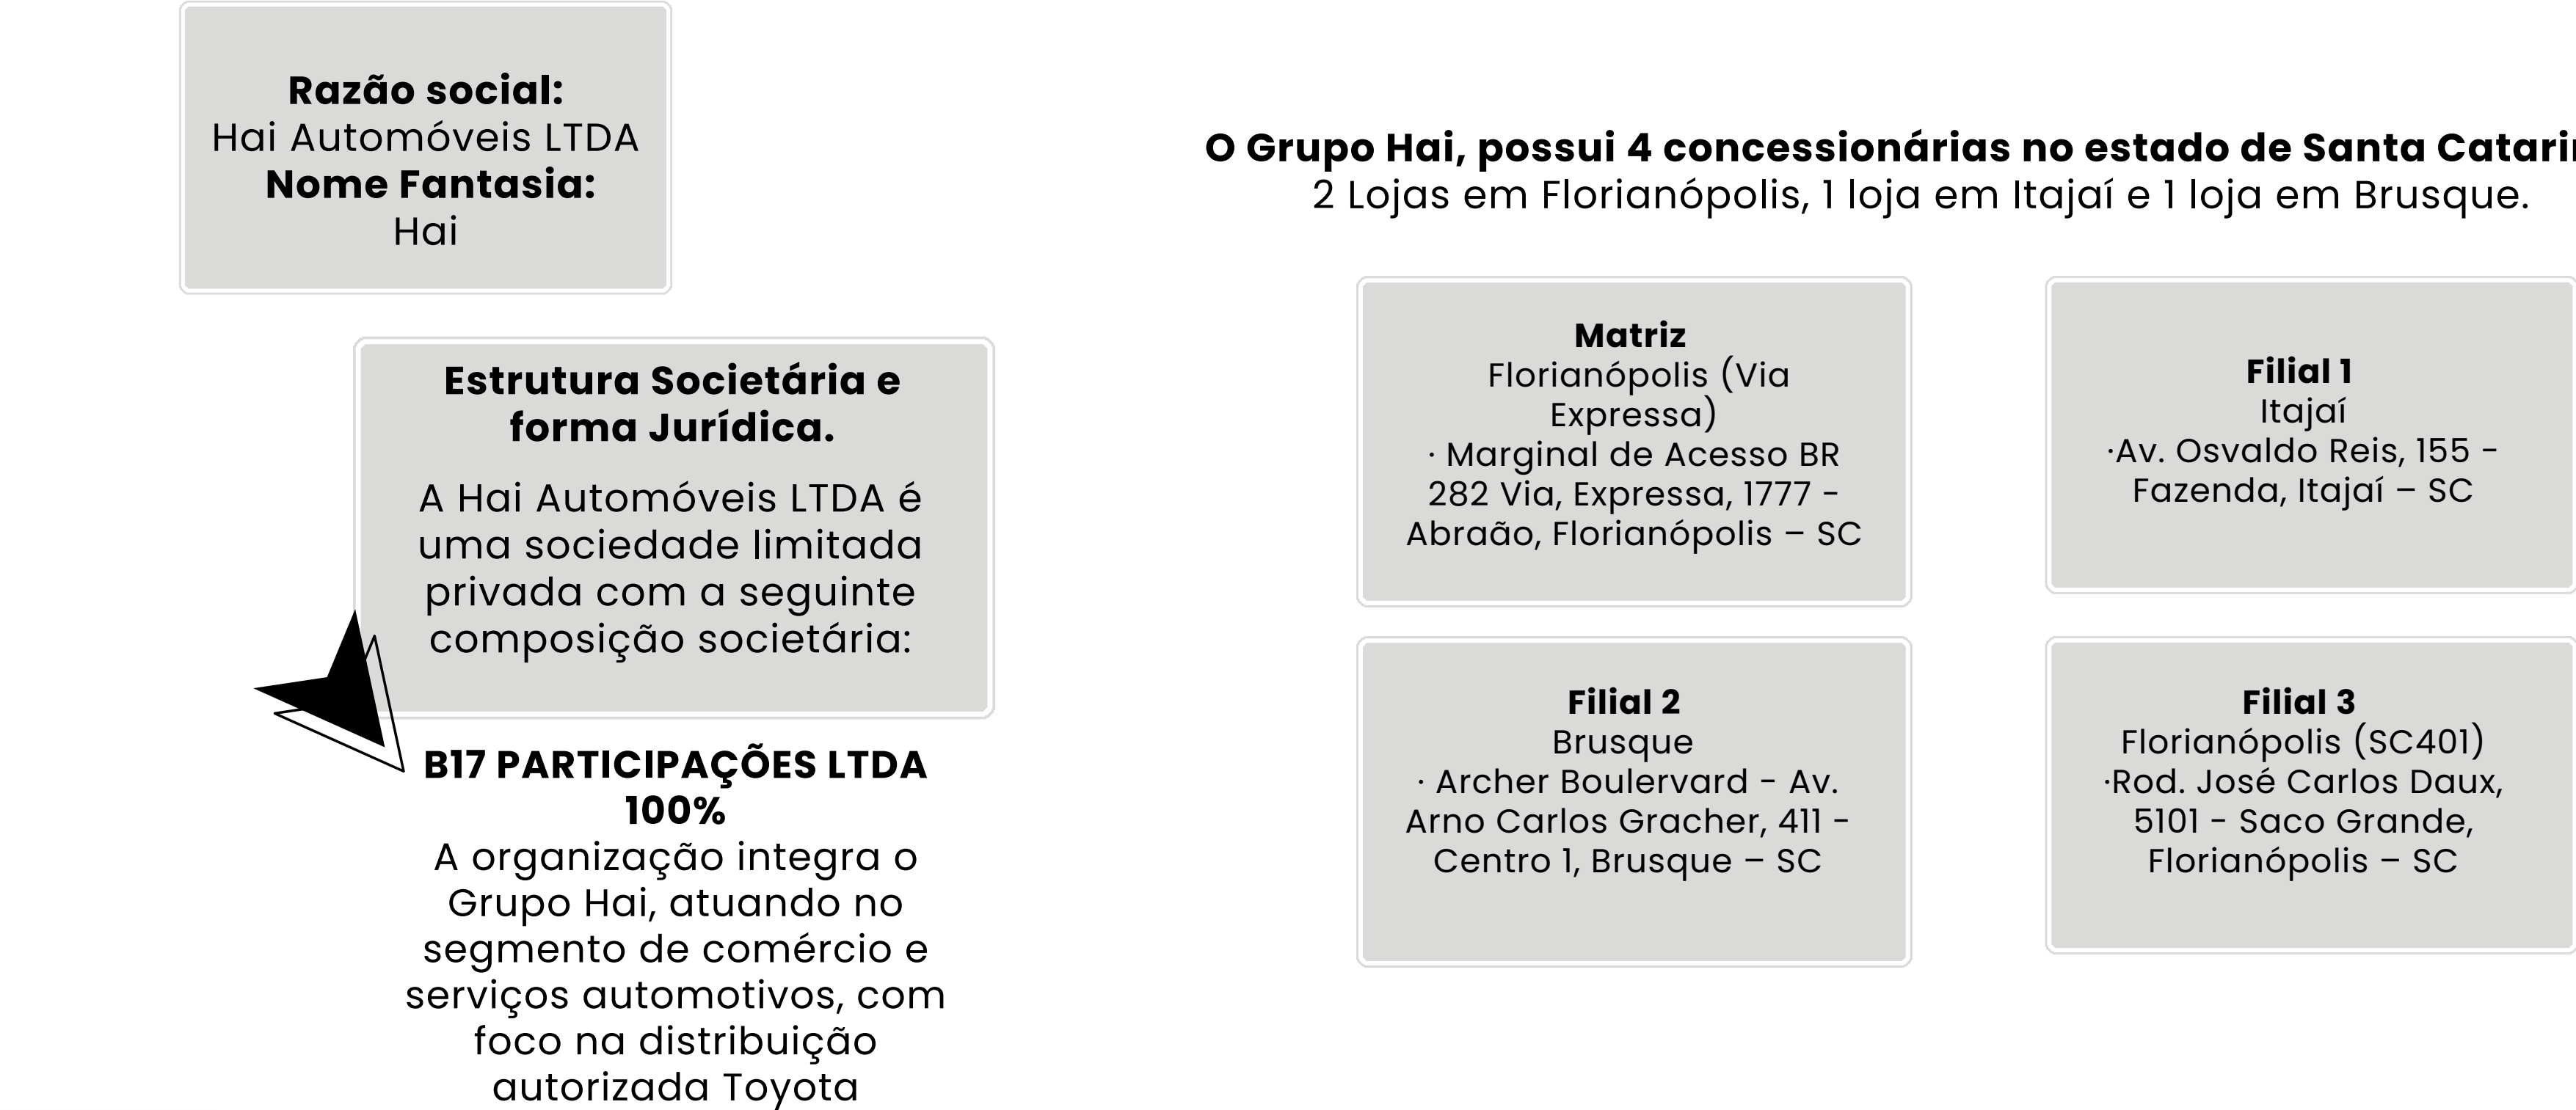 Razão social:
Hai Automóveis LTDA
Nome Fantasia:
Hai
Estrutura Societária e
forma Jurídica.
A Hai Automóveis LTDA é
uma sociedade limitada
privada com a seguinte
composição societária:
B17 PARTICIPAÇÕES LTDA
100%
A organização integra o
Grupo Hai, atuando no
segmento de comércio e
serviços automotivos, com
foco na distribuição
autorizada Toyota
O Grupo Hai, possui 4 concessionárias no estado de Santa
2 Lojas em Florianópolis, 1 loja em Itajaí e 1 loja em Brusque.
Matriz
Florianópolis (Via
Expressa)
· Marginal de Acesso BR
282 Via, Expressa, 1777 -
Abraão, Florianópolis – SC
Filial 1
Itajaí
·Av. Osvaldo Reis, 155 -
Fazenda, Itajaí – SC
Filial 2
Brusque
· Archer Boulervard - Av.
Arno Carlos Gracher, 411 -
Centro 1, Brusque – SC
Filial 3
Florianópolis (SC401)
·Rod. José Carlos Daux,
5101 - Saco Grande,
Florianópolis – SC